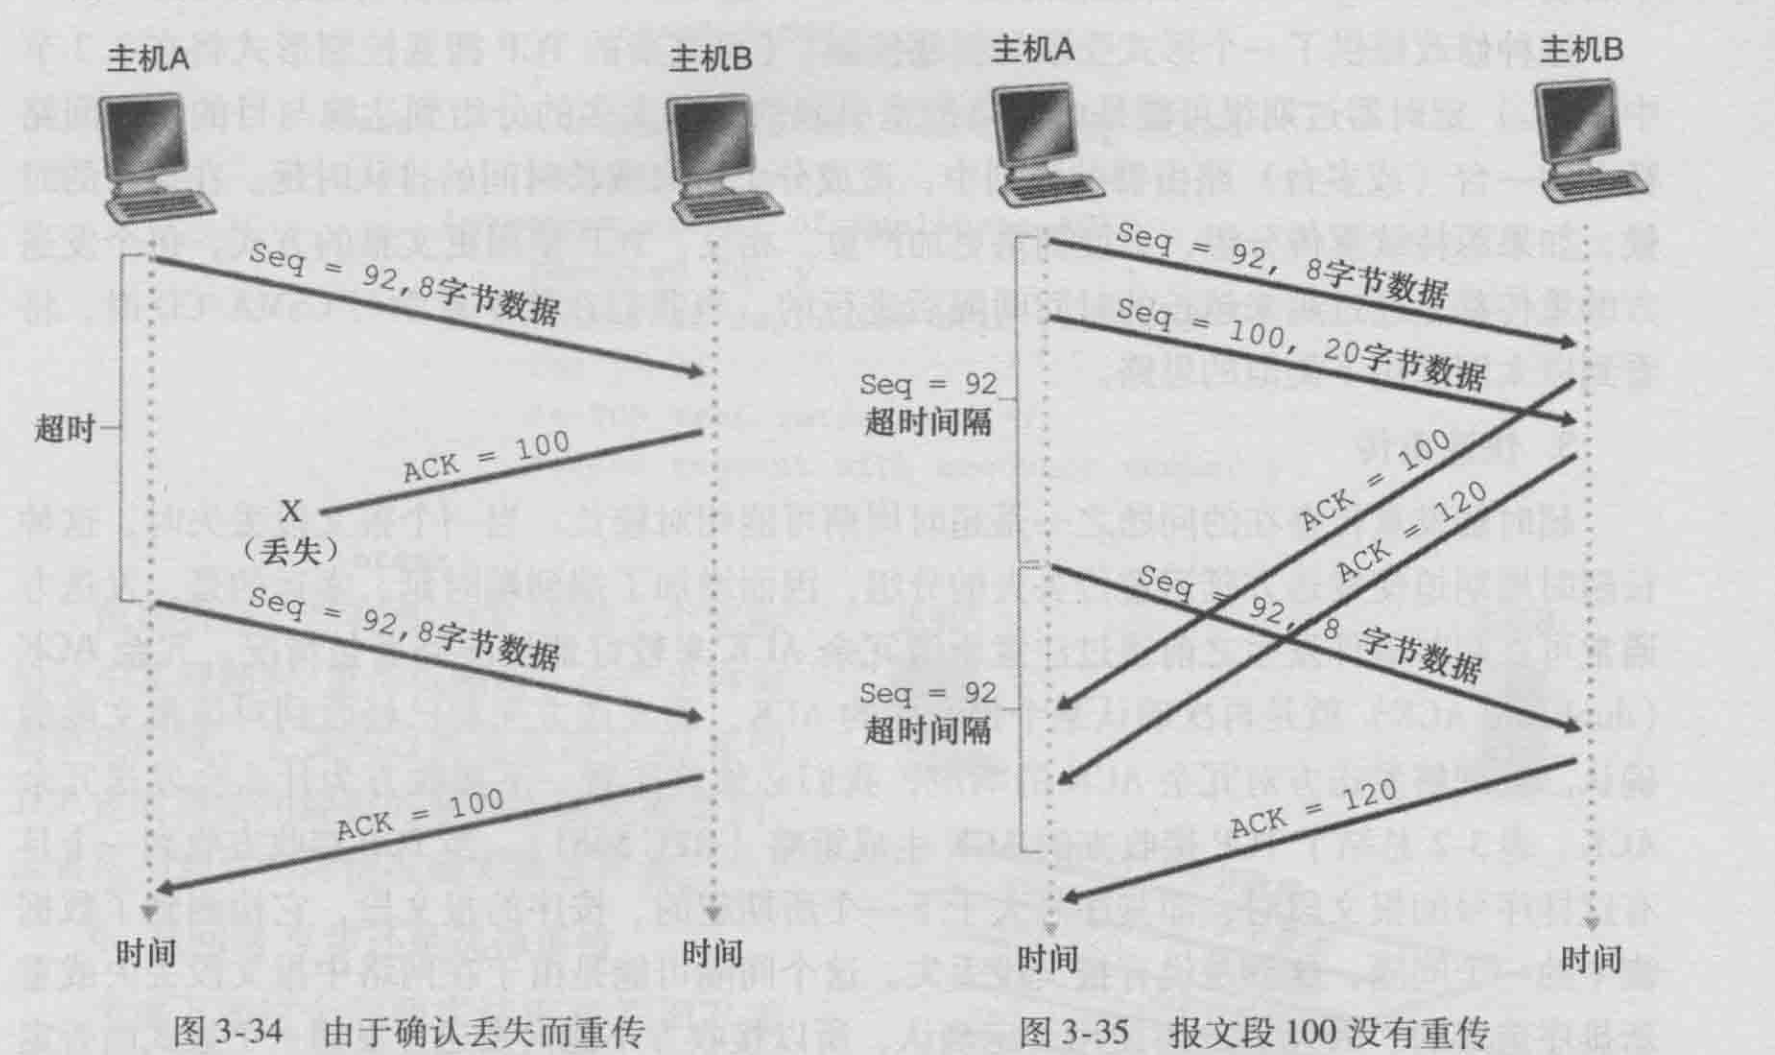 主机A
主机B
Seq = 92,8字节数据
超时
ACK = 100
X
(丢失)
Seq = 92,8字节数据
ACK = 100
时间
时间
图 3-34 由于确认丢失而重传
主机A
主机B
Seq = 92, 8字节数据
Seq = 100, 20字节数据
Seq = 92
超时间隔
ACK = 100
ACK = 120
Seq = 92, 8 字节数据
Seq = 92
超时间隔
ACK = 120
时间
时间
图 3-35 报文段 100 没有重传